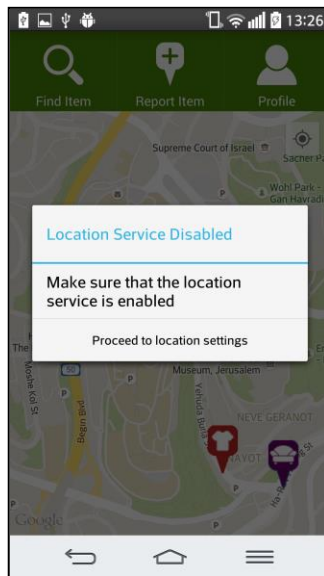 13:26
Find Item
Report Item
Profile
Supreme Court of Israel
Sacher
Wohl Park -
Gan Havradim
Location Service Disabled
Make sure that the location
service is enabled
Proceed to location settings
The
50
Museum, Jerusalem
Moshe Kol St
Begin Blvd
Yehuda Burla
NEVE GERANOT
NAYOT
P
P
P
P
Google